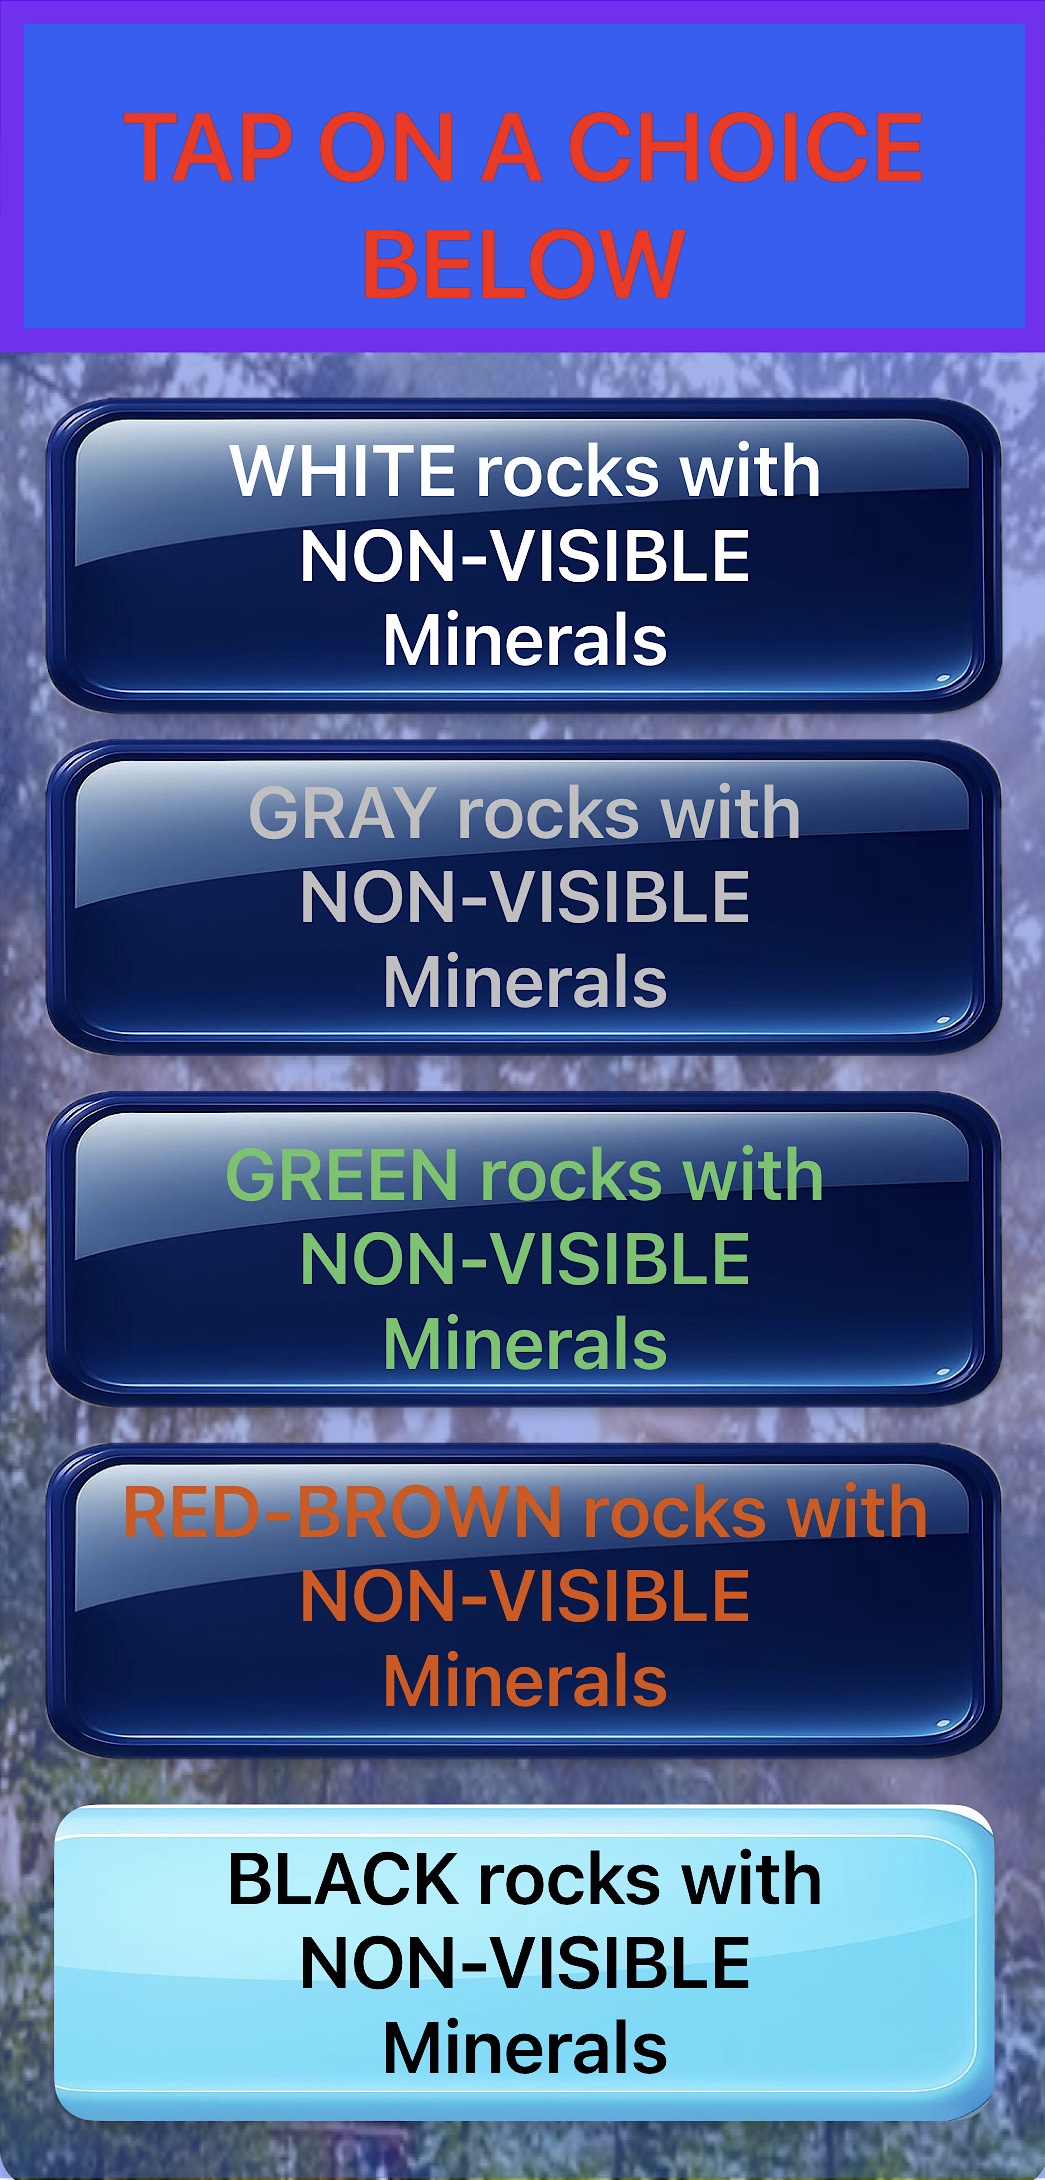 TAP ON A CHOICE
BELOW
WHITE rocks with
NON-VISIBLE
Minerals
GRAY rocks with
NON-VISIBLE
Minerals
GREEN rocks with
NON-VISIBLE
Minerals
RED-BROWN rocks with
NON-VISIBLE
Minerals
BLACK rocks with
NON-VISIBLE
Minerals